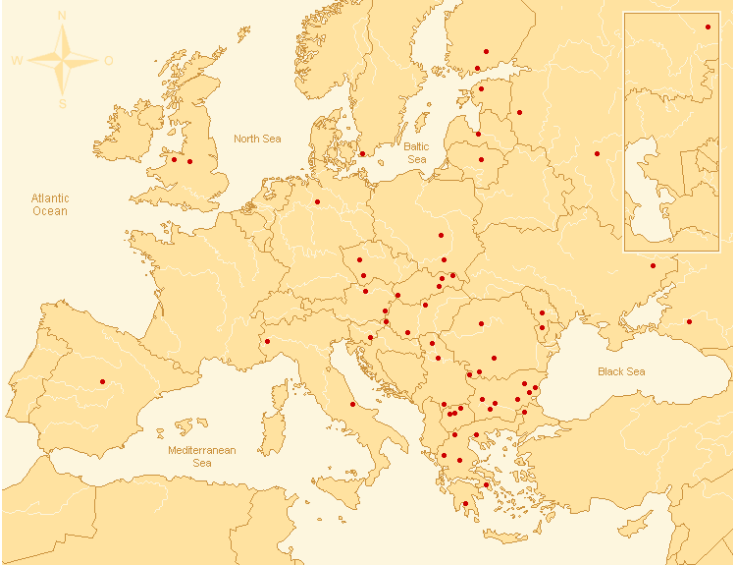 N
W
O
S
North Sea
Baltic
Sea
Atlantic
Ocean
Black Sea
Mediterranean
Sea